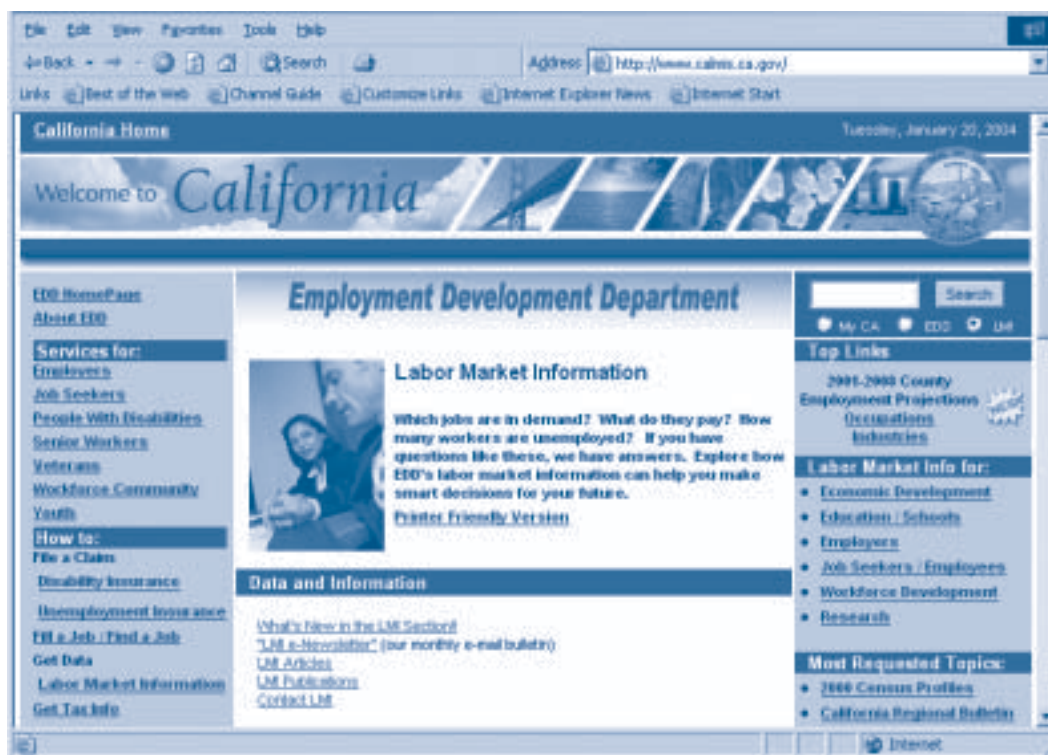 File Edit View Favorites Tools Help
Back Search Address http://www.calmis.ca.gov/
Links Best of the Web Channel Guide Customize Links Internet Explorer News Internet Start
California Home Tuesday, January 20, 2004
Welcome to California
EDD HomePage
About EDD
Services for:
Employers
Job Seekers
People With Disabilities
Senior Workers
Veterans
Workforce Community
Youth
How to:
File a Claim
Disability Insurance
Unemployment Insurance
Fill a Job / Find a Job
Get Data
Labor Market Information
Get Tax Info
Employment Development Department
Labor Market Information
Which jobs are in demand? What do they pay? How
many workers are unemployed? If you have
questions like these, we have answers. Explore how
EDD's labor market information can help you make
smart decisions for your future.
Printer Friendly Version
Data and Information
What's New in the LMI Section!!
"LMI e-Newsletter" (our monthly e-mail bulletin)
LMI Articles
LMI Publications
Contact LMI
Search
My CA EDD LMI
Top Links
2001-2008 County
Employment Projections
Occupations
Industries
Labor Market Info for:
• Economic Development
• Education / Schools
• Employers
• Job Seekers / Employees
• Workforce Development
• Research
Most Requested Topics:
• 2000 Census Profiles
• California Regional Bulletin
Internet